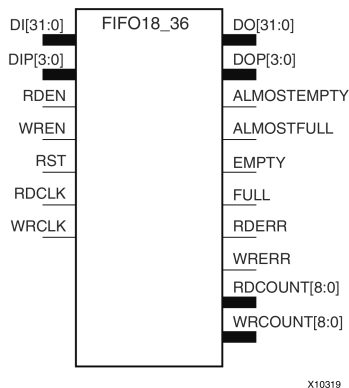 FIFO18_36
DI[31:0]
DIP[3:0]
RDEN
WREN
RST
RDCLK
WRCLK
DO[31:0]
DOP[3:0]
ALMOSTEMPTY
ALMOSTFULL
EMPTY
FULL
RDERR
WRERR
RDCOUNT[8:0]
WRCOUNT[8:0]
X10319